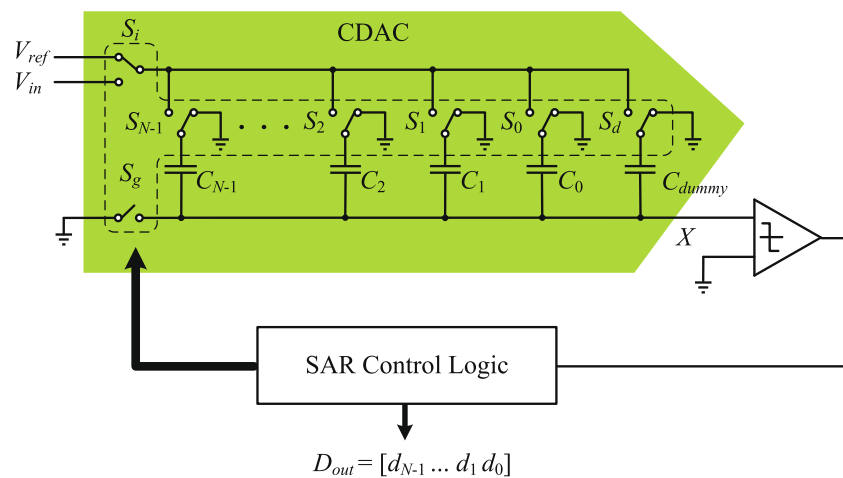 CDAC
S_i
V_ref
V_in
S_N-1 . . . S_2 S_1 S_0 S_d
S_g C_N-1 C_2 C_1 C_0 C_dummy
X
SAR Control Logic
D_out = [d_N-1 ... d_1 d_0]